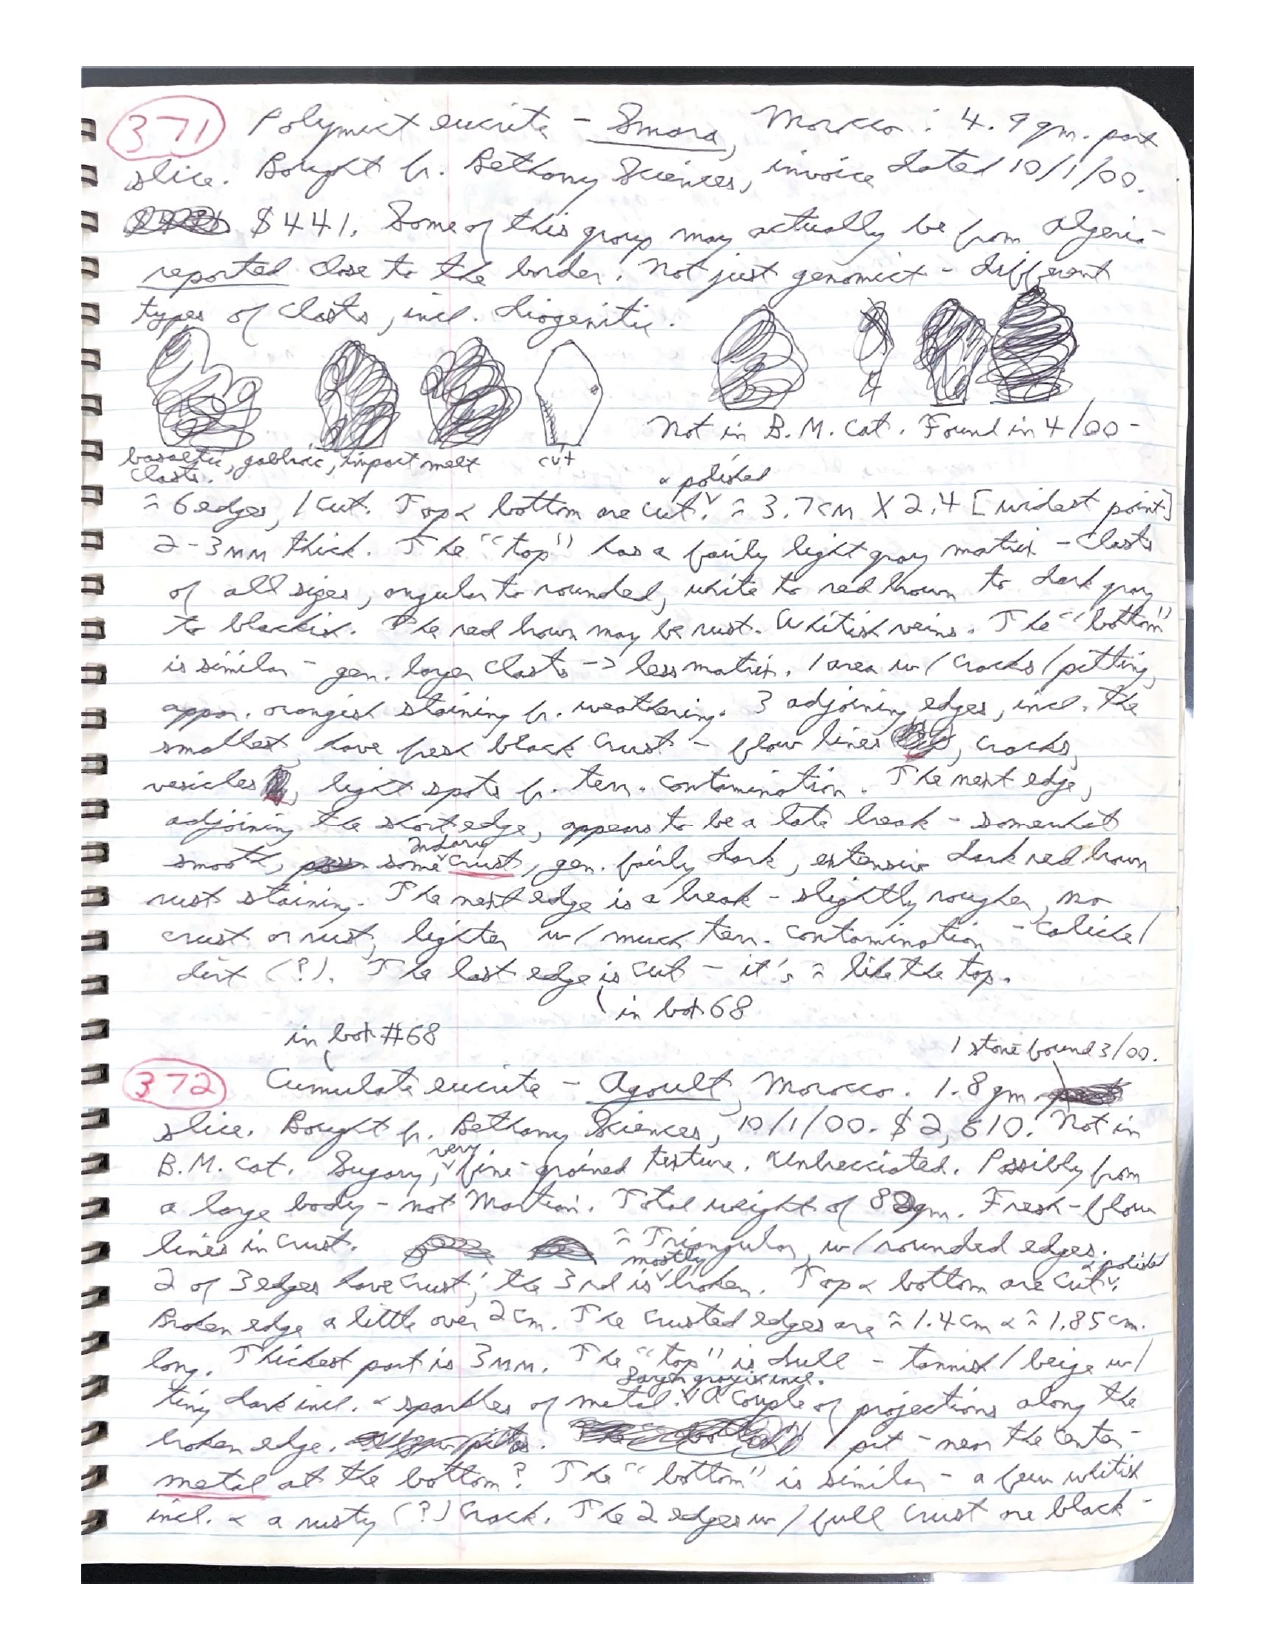 371 Polymict eucrite - Smara, Morocco: 4.9 gm. part
slice. Bought fr. Bethany Sciences, invoice dated 10/1/00.
$441. Some of this group may actually be from Algeria -
reported close to the border. Not just genomict - different
types of clasts, incl. diogenitic.
Not in B.M. Cat. Found in 4/00 -
basaltic, gabbric, impact melt
clasts.
cut
& polished
≈ 6 edges, 1 cut. Top & bottom are cut. ≈ 3.7cm X 2.4 [widest point]
2-3mm thick. The "top" has a fairly light gray matrix - clasts
of all sizes, angular to rounded, white to red brown to dark gray
to blackish. The red brown may be rust. Whitish veins. The "bottom"
is similar - gen. larger clasts -> less matrix. 1 area w/ cracks/pitting,
appar. orangish staining fr. weathering. 3 adjoining edges, incl. the
smallest, have fresh black crust - flow lines, cracks,
vesicles, light spots fr. terr. contamination. The next edge,
adjoining the short edge, appears to be a late break - somewhat
smooth, some crust, gen. fairly dark, extensive dark red brown
rust staining. The next edge is a break - slightly rougher, no
crust or rust, lighter w/ much terr. contamination - caliche/
dirt (?). The last edge is cut - it's ≈ like the top.
in bot 68
in bot #68
1 stone found 3/00.
372 Cumulate eucrite - Agoult, Morocco. 1.8 gm.
slice. Bought fr. Bethany Sciences, 10/1/00. $2,610. Not in
very
B.M. Cat. Sugary, fine-grained texture. Unbrecciated. Possibly from
a large body - not Martian. Total weight of 82gm. Fresh - flow
lines in crust. ≈ Triangular, w/ rounded edges.
mostly & polished
2 of 3 edges have crust; the 3rd is broken. Top & bottom are cut.
Broken edge a little over 2cm. The crusted edges are ≈ 1.4cm & ≈ 1.85cm.
long. Thickest part is 3mm. The "top" is dull - tannish/beige w/
larger grayish incl.
tiny dark incl. & sparkles of metal. A couple of projections along the
broken edge. 1 pit - near the center -
metal at the bottom? The "bottom" is similar - a few whitish
incl. & a rusty (?) crack. The 2 edges w/ full crust are black -